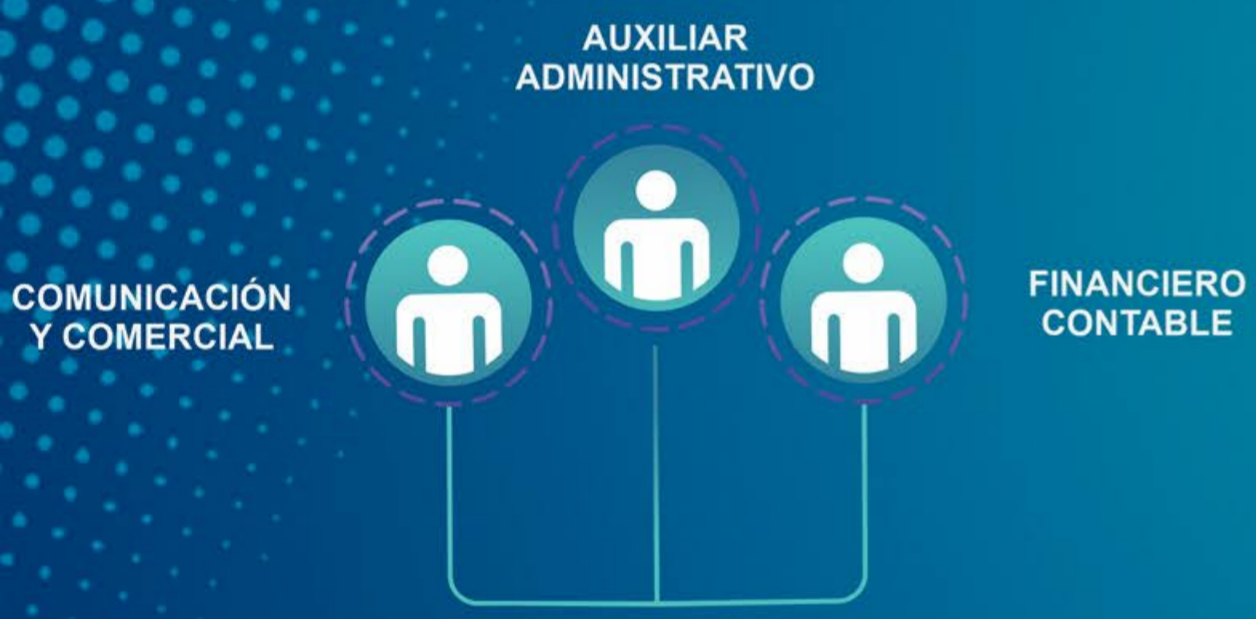 AUXILIAR
ADMINISTRATIVO
COMUNICACIÓN
Y COMERCIAL
FINANCIERO
CONTABLE